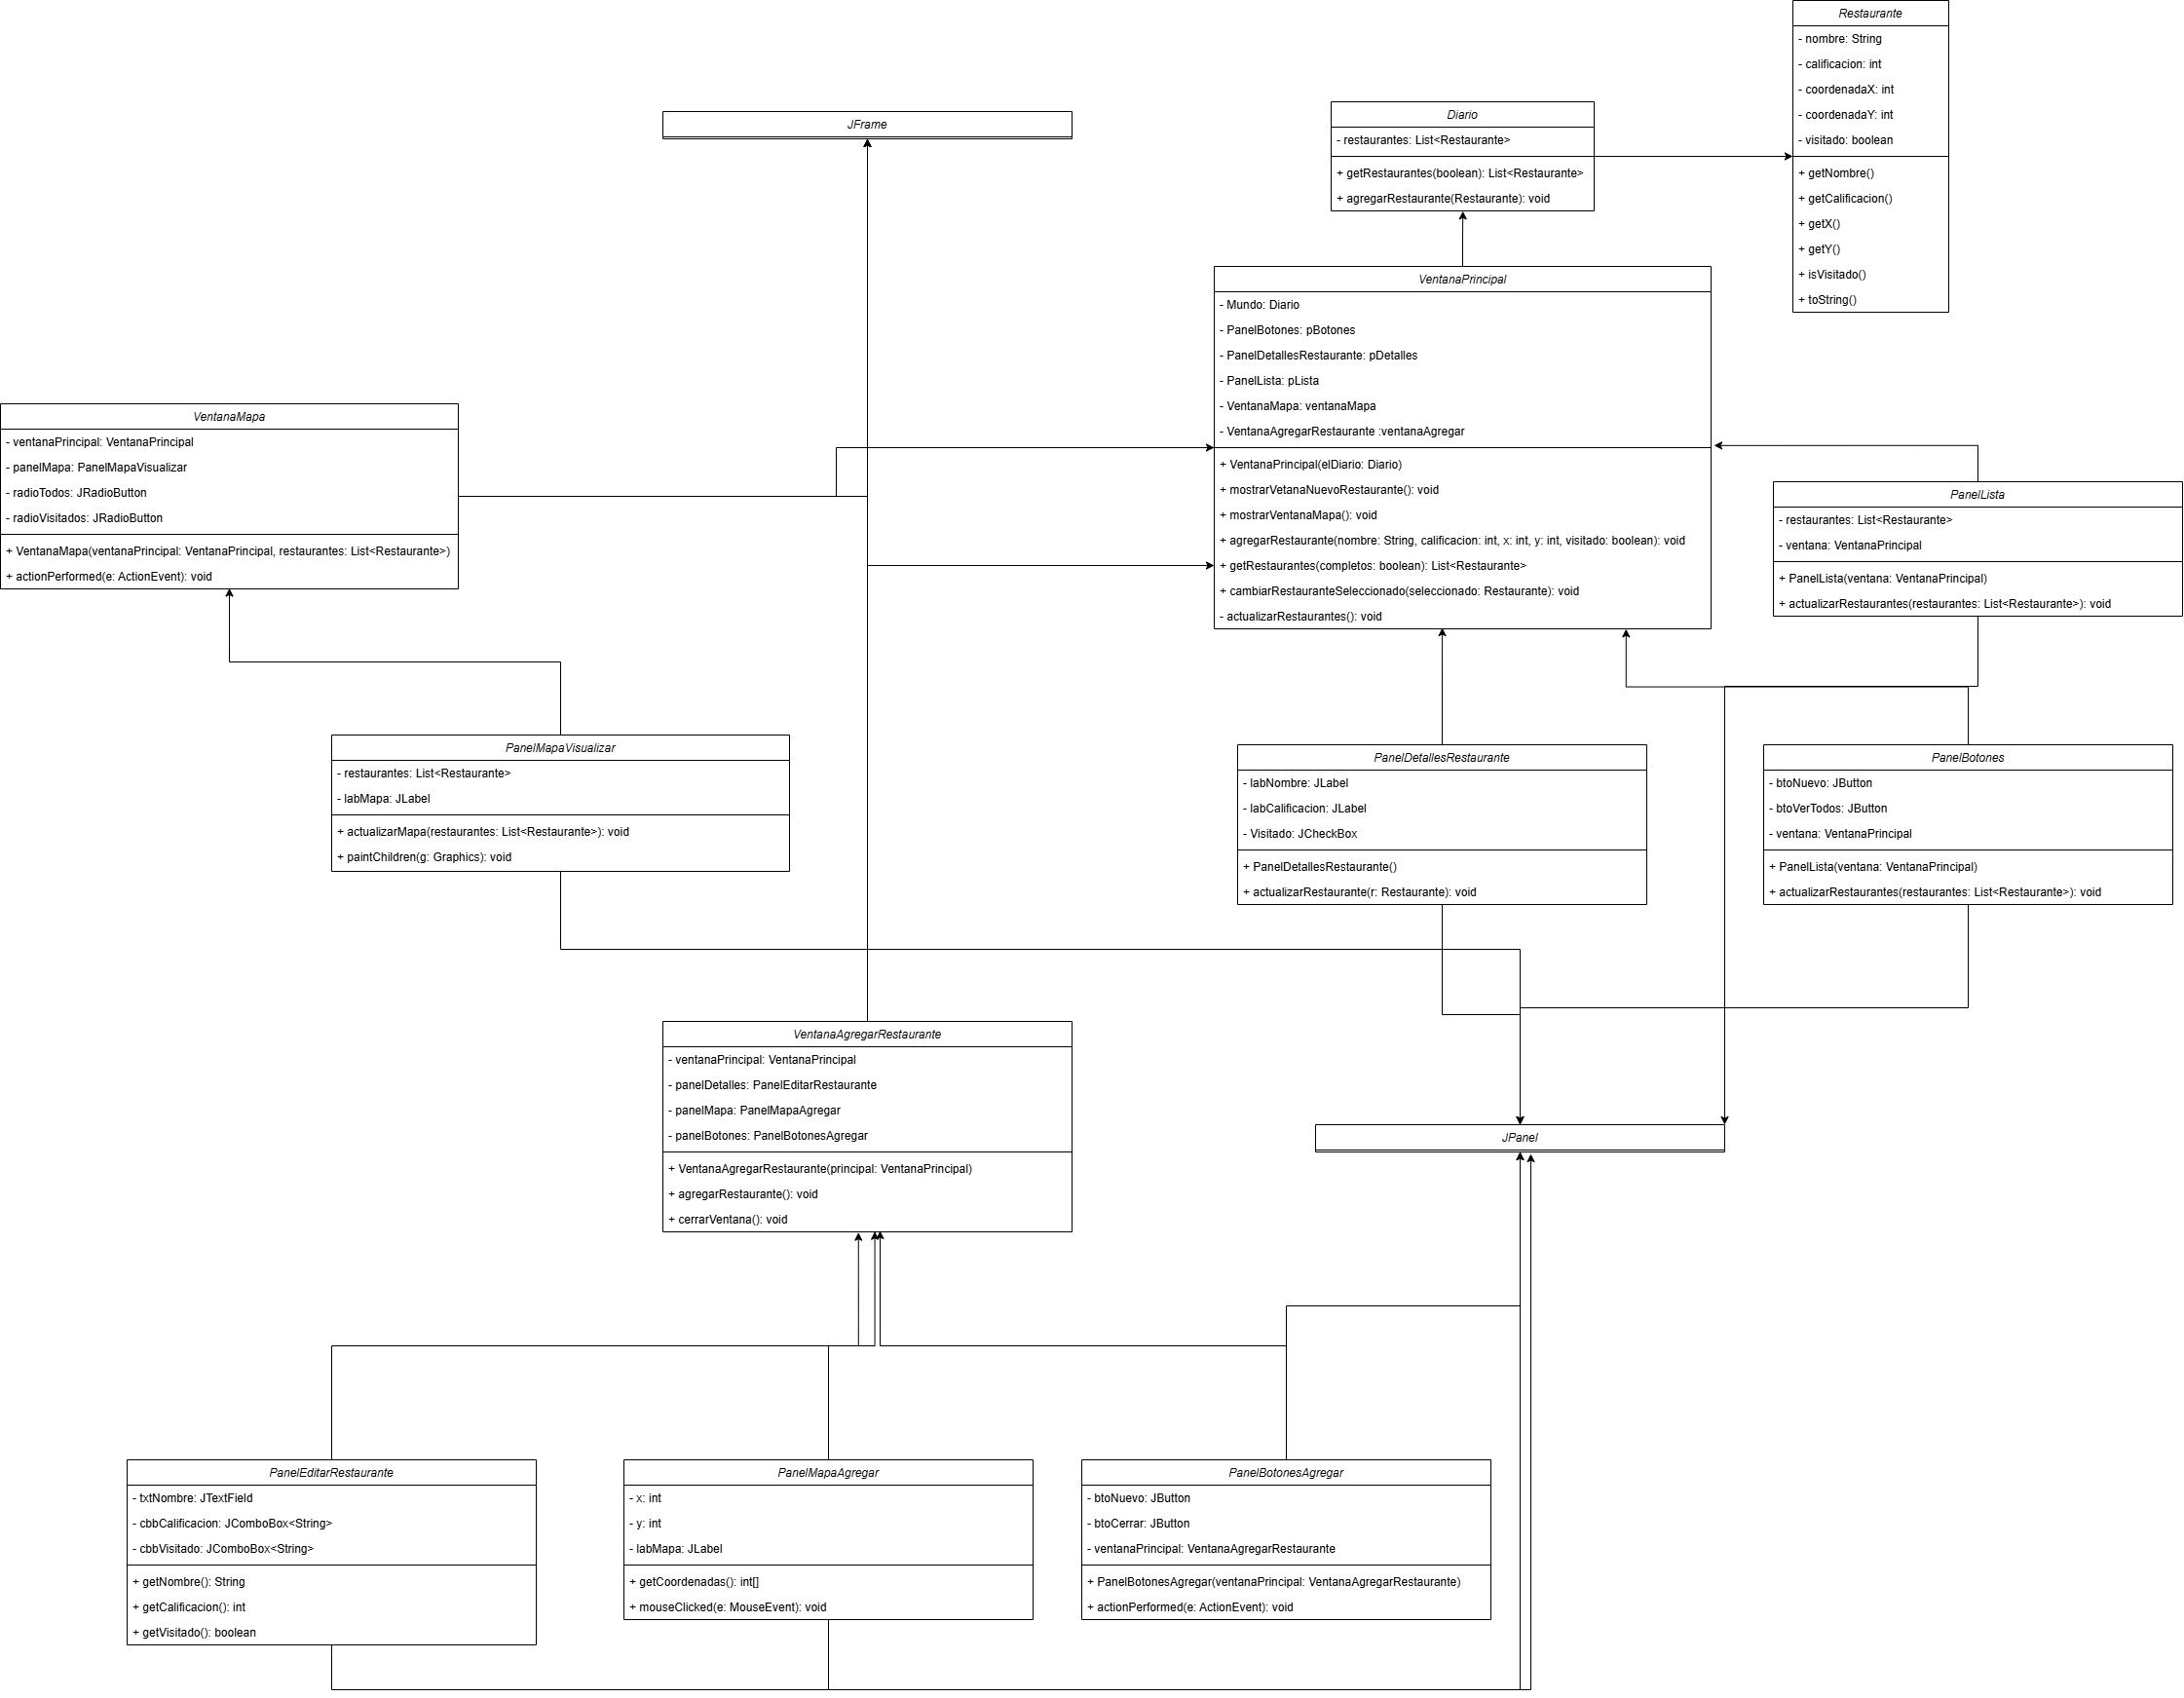 Restaurante
- nombre: String
- calificacion: int
- coordenadaX: int
- coordenadaY: int
- visitado: boolean
+ getNombre()
+ getCalificacion()
+ getX()
+ getY()
+ isVisitado()
+ toString()
JFrame
Diario
- restaurantes: List<Restaurante>
+ getRestaurantes(boolean): List<Restaurante>
+ agregarRestaurante(Restaurante): void
VentanaPrincipal
- Mundo: Diario
- PanelBotones: pBotones
- PanelDetallesRestaurante: pDetalles
- PanelLista: pLista
- VentanaMapa: ventanaMapa
- VentanaAgregarRestaurante :ventanaAgregar
+ VentanaPrincipal(elDiario: Diario)
+ mostrarVetanaNuevoRestaurante(): void
+ mostrarVentanaMapa(): void
+ agregarRestaurante(nombre: String, calificacion: int, x: int, y: int, visitado: boolean): void
+ getRestaurantes(completos: boolean): List<Restaurante>
+ cambiarRestauranteSeleccionado(seleccionado: Restaurante): void
- actualizarRestaurantes(): void
VentanaMapa
- ventanaPrincipal: VentanaPrincipal
- panelMapa: PanelMapaVisualizar
- radioTodos: JRadioButton
- radioVisitados: JRadioButton
+ VentanaMapa(ventanaPrincipal: VentanaPrincipal, restaurantes: List<Restaurante>)
+ actionPerformed(e: ActionEvent): void
PanelLista
- restaurantes: List<Restaurante>
- ventana: VentanaPrincipal
+ PanelLista(ventana: VentanaPrincipal)
+ actualizarRestaurantes(restaurantes: List<Restaurante>): void
PanelMapaVisualizar
- restaurantes: List<Restaurante>
- labMapa: JLabel
+ actualizarMapa(restaurantes: List<Restaurante>): void
+ paintChildren(g: Graphics): void
PanelDetallesRestaurante
- labNombre: JLabel
- labCalificacion: JLabel
- Visitado: JCheckBox
+ PanelDetallesRestaurante()
+ actualizarRestaurante(r: Restaurante): void
PanelBotones
- btoNuevo: JButton
- btoVerTodos: JButton
- ventana: VentanaPrincipal
+ PanelLista(ventana: VentanaPrincipal)
+ actualizarRestaurantes(restaurantes: List<Restaurante>): void
VentanaAgregarRestaurante
- ventanaPrincipal: VentanaPrincipal
- panelDetalles: PanelEditarRestaurante
- panelMapa: PanelMapaAgregar
- panelBotones: PanelBotonesAgregar
+ VentanaAgregarRestaurante(principal: VentanaPrincipal)
+ agregarRestaurante(): void
+ cerrarVentana(): void
JPanel
PanelEditarRestaurante
- txtNombre: JTextField
- cbbCalificacion: JComboBox<String>
- cbbVisitado: JComboBox<String>
+ getNombre(): String
+ getCalificacion(): int
+ getVisitado(): boolean
PanelMapaAgregar
- x: int
- y: int
- labMapa: JLabel
+ getCoordenadas(): int[]
+ mouseClicked(e: MouseEvent): void
PanelBotonesAgregar
- btoNuevo: JButton
- btoCerrar: JButton
- ventanaPrincipal: VentanaAgregarRestaurante
+ PanelBotonesAgregar(ventanaPrincipal: VentanaAgregarRestaurante)
+ actionPerformed(e: ActionEvent): void